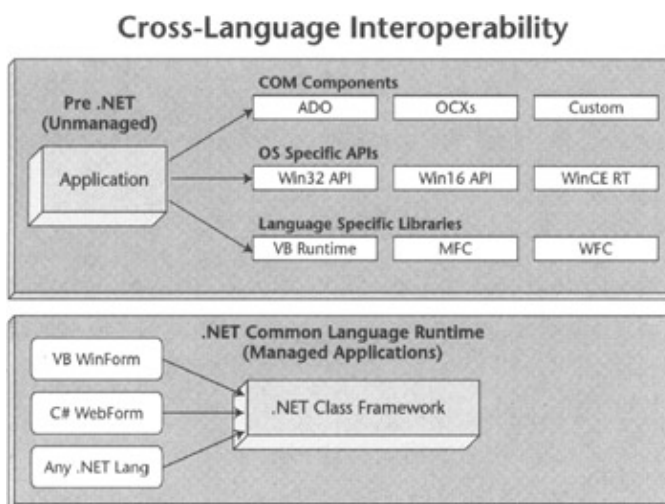 Cross-Language Interoperability
Pre .NET
(Unmanaged)
Application
COM Components
ADO
OCXs
Custom
OS Specific APIs
Win32 API
Win16 API
WinCE RT
Language Specific Libraries
VB Runtime
MFC
WFC
.NET Common Language Runtime
(Managed Applications)
VB WinForm
C# WebForm
Any .NET Lang
.NET Class Framework